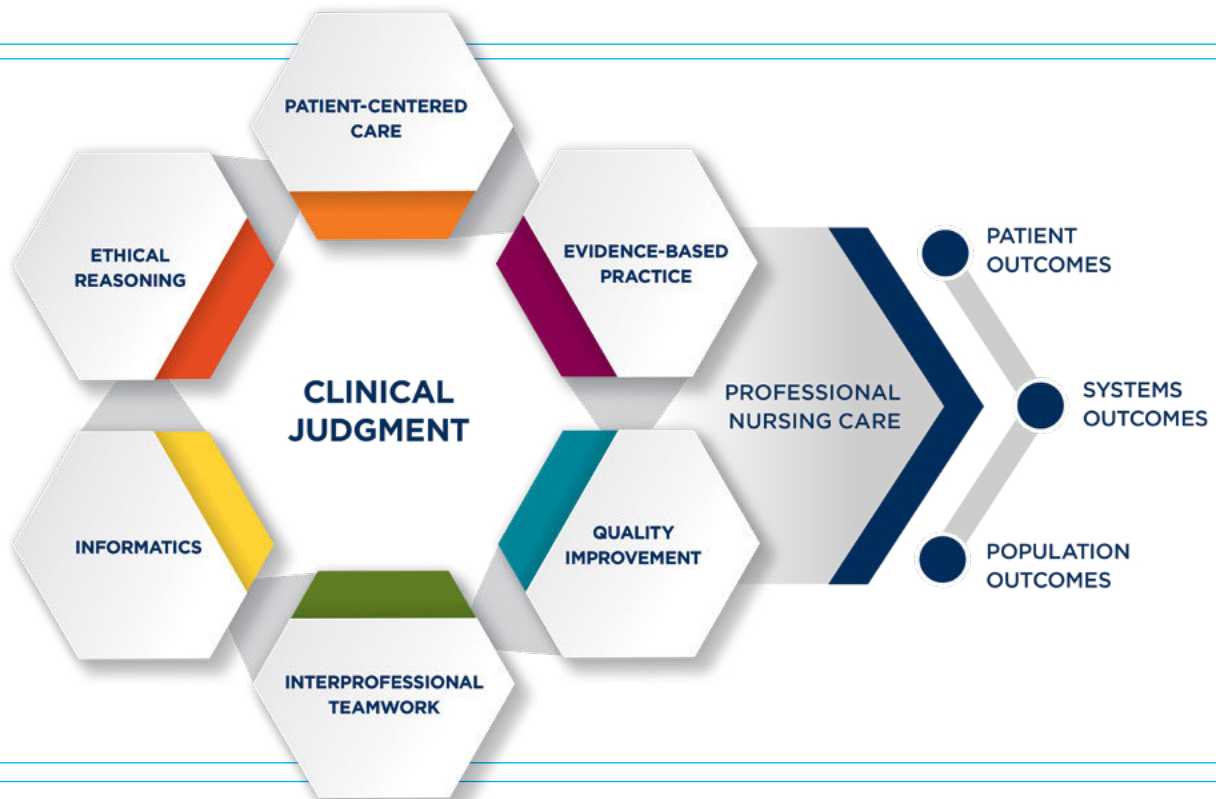 PATIENT-CENTERED
CARE
ETHICAL
REASONING
EVIDENCE-BASED
PRACTICE
CLINICAL
JUDGMENT
INFORMATICS
QUALITY
IMPROVEMENT
INTERPROFESSIONAL
TEAMWORK
PROFESSIONAL
NURSING CARE
PATIENT
OUTCOMES
SYSTEMS
OUTCOMES
POPULATION
OUTCOMES